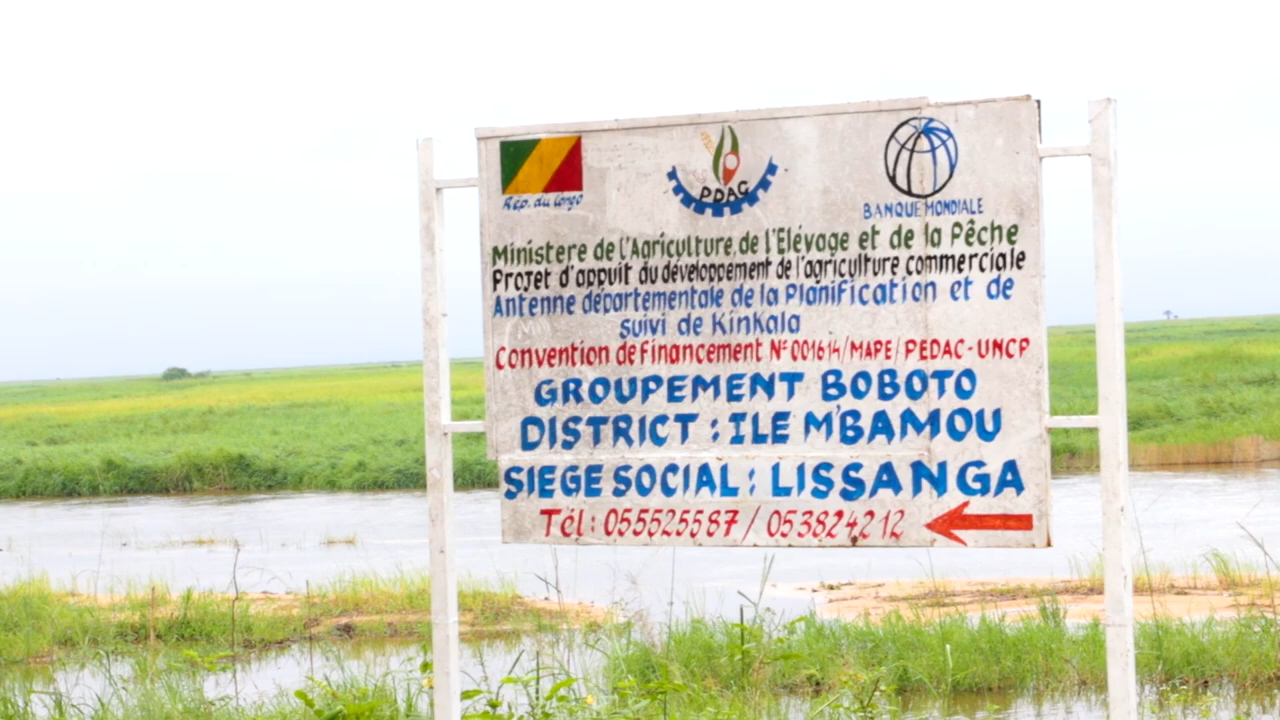 Rép. du Congo
PDAC
BANQUE MONDIALE
Ministere de l'Agriculture, de l'Elévage et de la Pêche
Projet d'appuit au développement de l'agriculture commerciale
Antenne départementale de la Planification et de
suivi de Kinkala
Convention de Financement N° 001614/MAPE/PEDAC-UNCP
GROUPEMENT BOBOTO
DISTRICT : ILE M'BAMOU
SIEGE SOCIAL : LISSANGA
Tél : 055525587 / 053824212